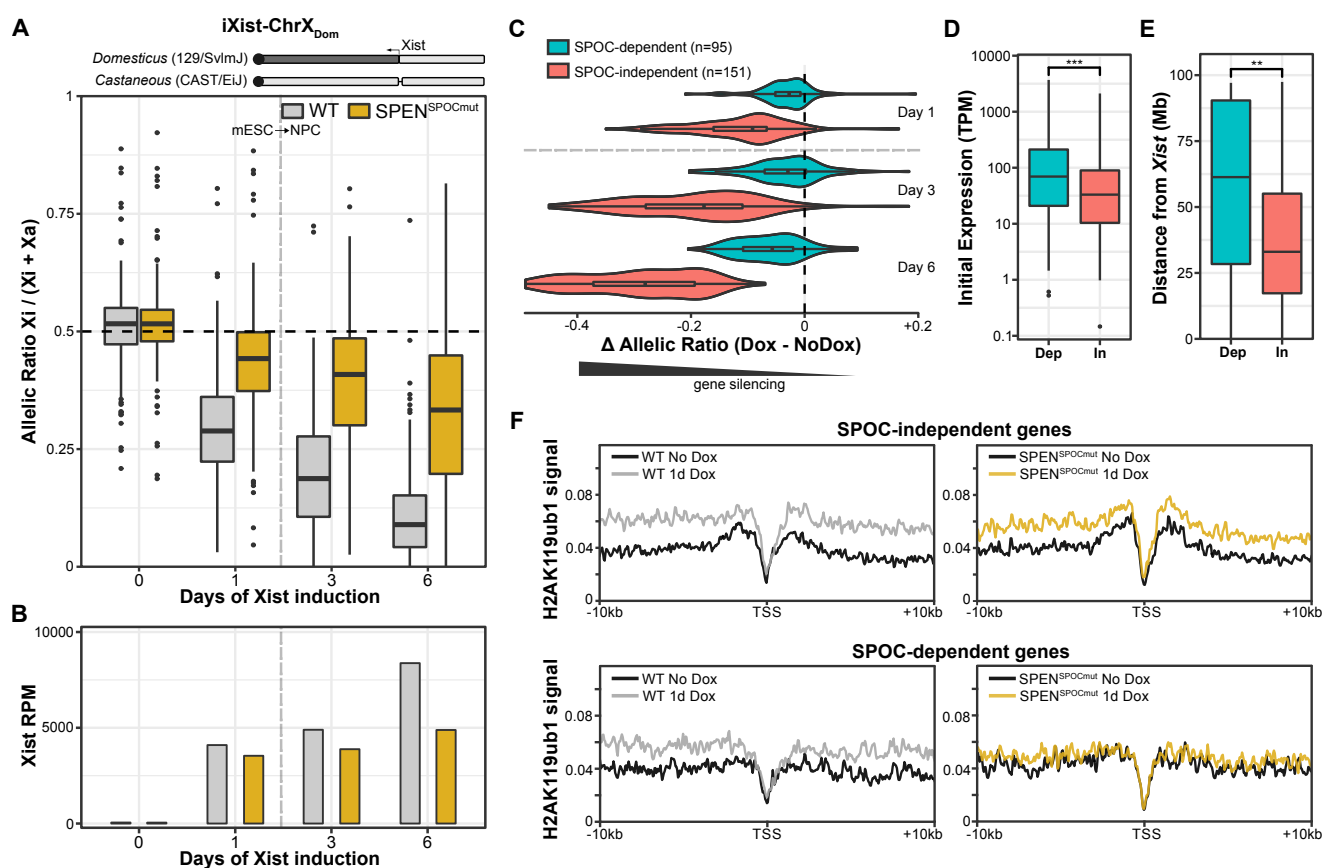 A
iXist-ChrXDom
Xist
Domesticus (129/SvlmJ)
Castaneous (CAST/EiJ)
WT SPENSPOCmut
mESC→NPC
Allelic Ratio Xi / (Xi + Xa)
1
0.75
0.5
0.25
0
0 1 3 6
Days of Xist induction
B
Xist RPM
10000
5000
0
0 1 3 6
Days of Xist induction
C
SPOC-dependent (n=95)
SPOC-independent (n=151)
Day 1
Day 3
Day 6
-0.4 -0.2 0 +0.2
Δ Allelic Ratio (Dox - NoDox)
gene silencing
D
Initial Expression (TPM)
10000
1000
100
10
1
0.1
***
Dep In
E
Distance from Xist (Mb)
100
75
50
25
0
**
Dep In
F
SPOC-independent genes
H2AK119ub1 signal
WT No Dox
WT 1d Dox
0.08
0.04
0
-10kb TSS +10kb
SPENSPOCmut No Dox
SPENSPOCmut 1d Dox
0.08
0.04
0
-10kb TSS +10kb
SPOC-dependent genes
H2AK119ub1 signal
WT No Dox
WT 1d Dox
0.08
0.04
0
-10kb TSS +10kb
SPENSPOCmut No Dox
SPENSPOCmut 1d Dox
0.08
0.04
0
-10kb TSS +10kb